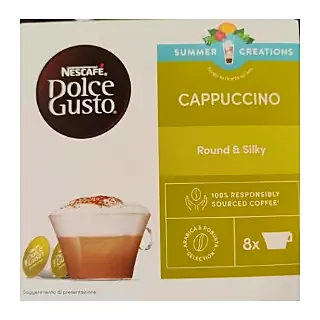 SUMMER CREATIONS
NESCAFÉ
Dolce
Gusto
CAPPUCCINO
Round & Silky
100% RESPONSIBLY
SOURCED COFFEE
ARABICA & ROBUSTA
SELECTION
8x
Suggerimento di presentazione